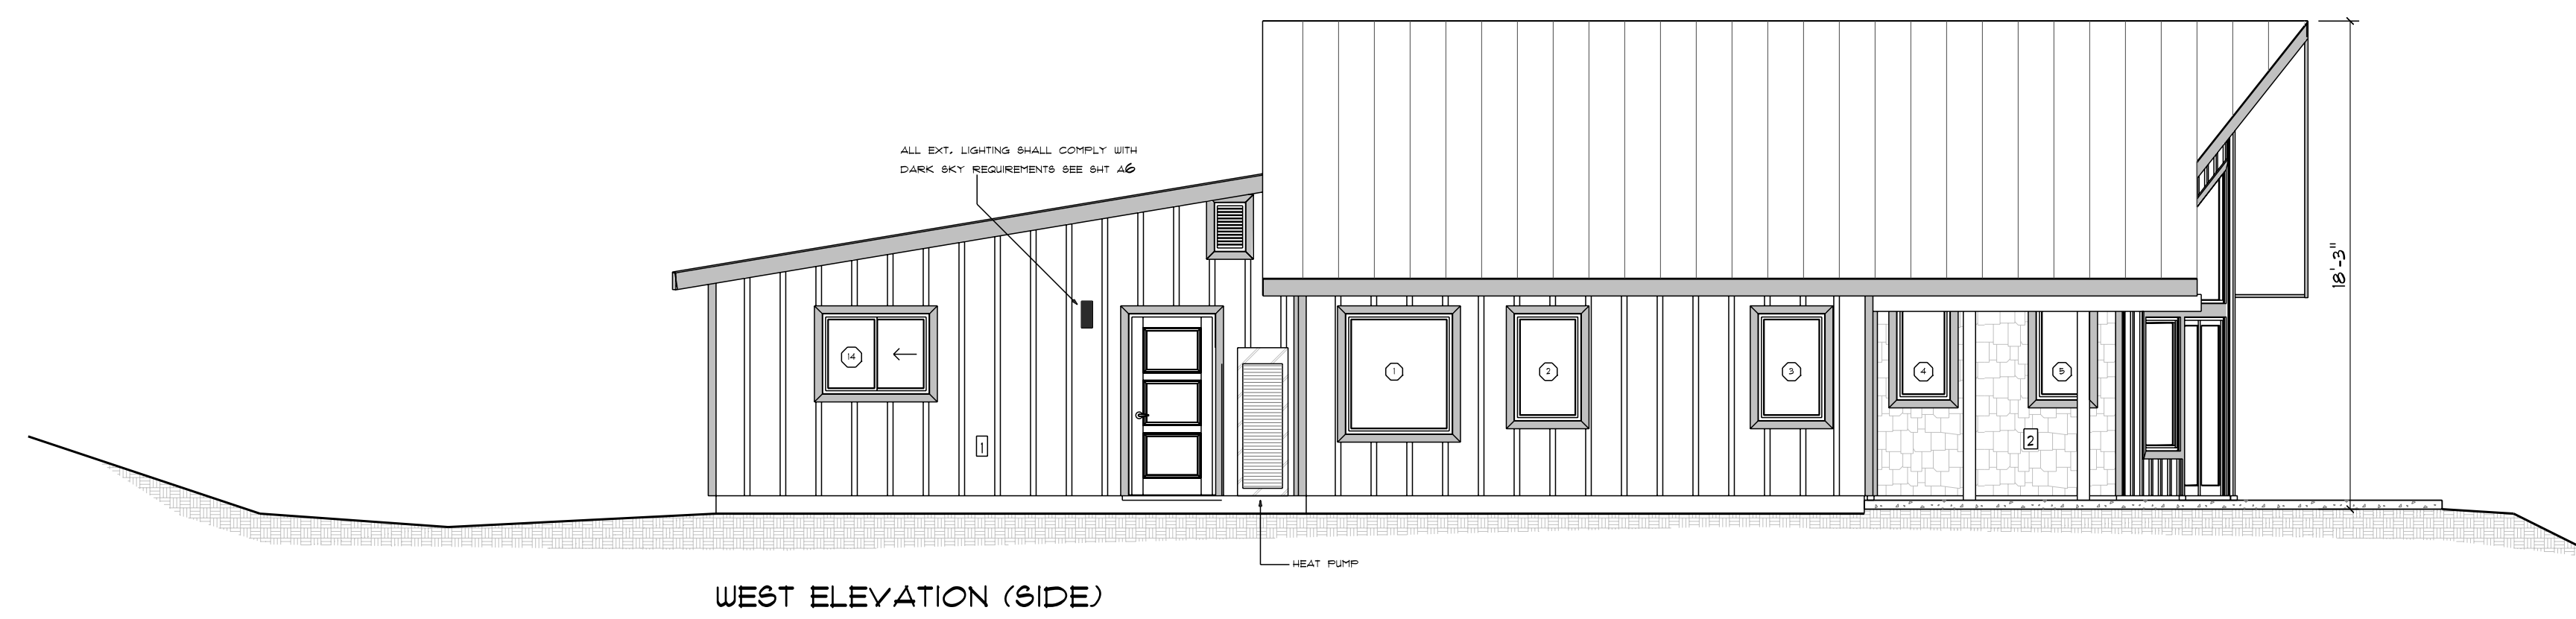 ALL EXT. LIGHTING SHALL COMPLY WITH
DARK SKY REQUIREMENTS SEE SHT A6
18'-3"
14
1
2
3
4
5
1
2
HEAT PUMP
WEST ELEVATION (SIDE)